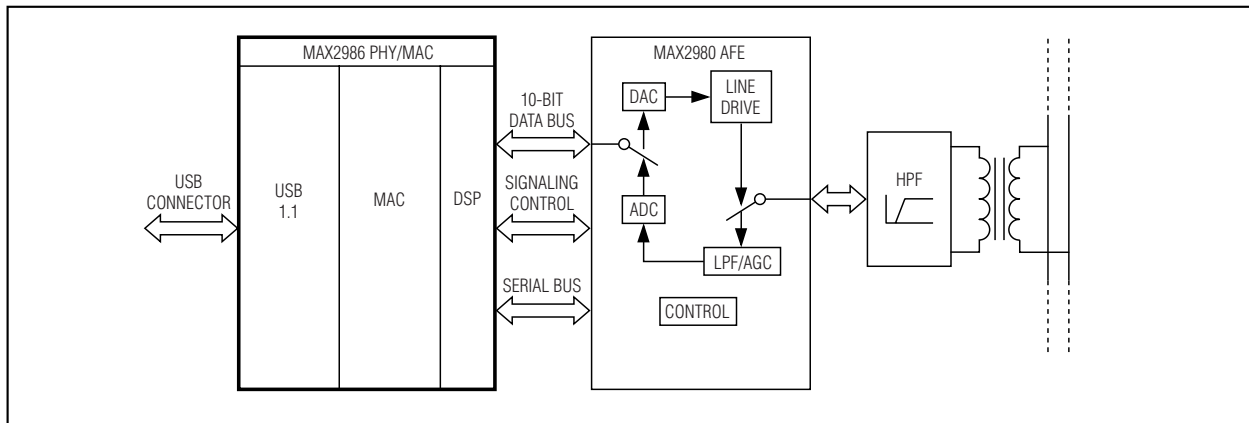 MAX2986 PHY/MAC
USB
CONNECTOR
USB
1.1
MAC
DSP
10-BIT
DATA BUS
SIGNALING
CONTROL
SERIAL BUS
MAX2980 AFE
DAC
LINE
DRIVE
ADC
LPF/AGC
CONTROL
HPF